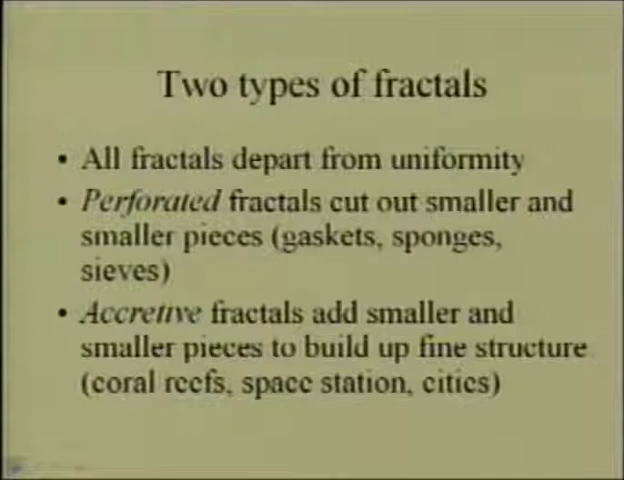 Two types of fractals
• All fractals depart from uniformity
• Perforated fractals cut out smaller and
smaller pieces (gaskets, sponges,
sieves)
• Accretive fractals add smaller and
smaller pieces to build up fine structure
(coral reefs, space station, cities)